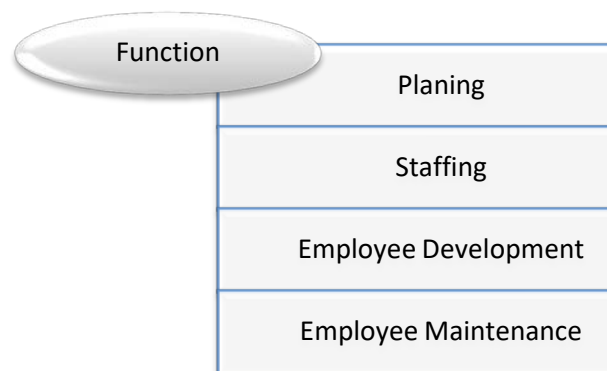 Function
Planing
Staffing
Employee Development
Employee Maintenance